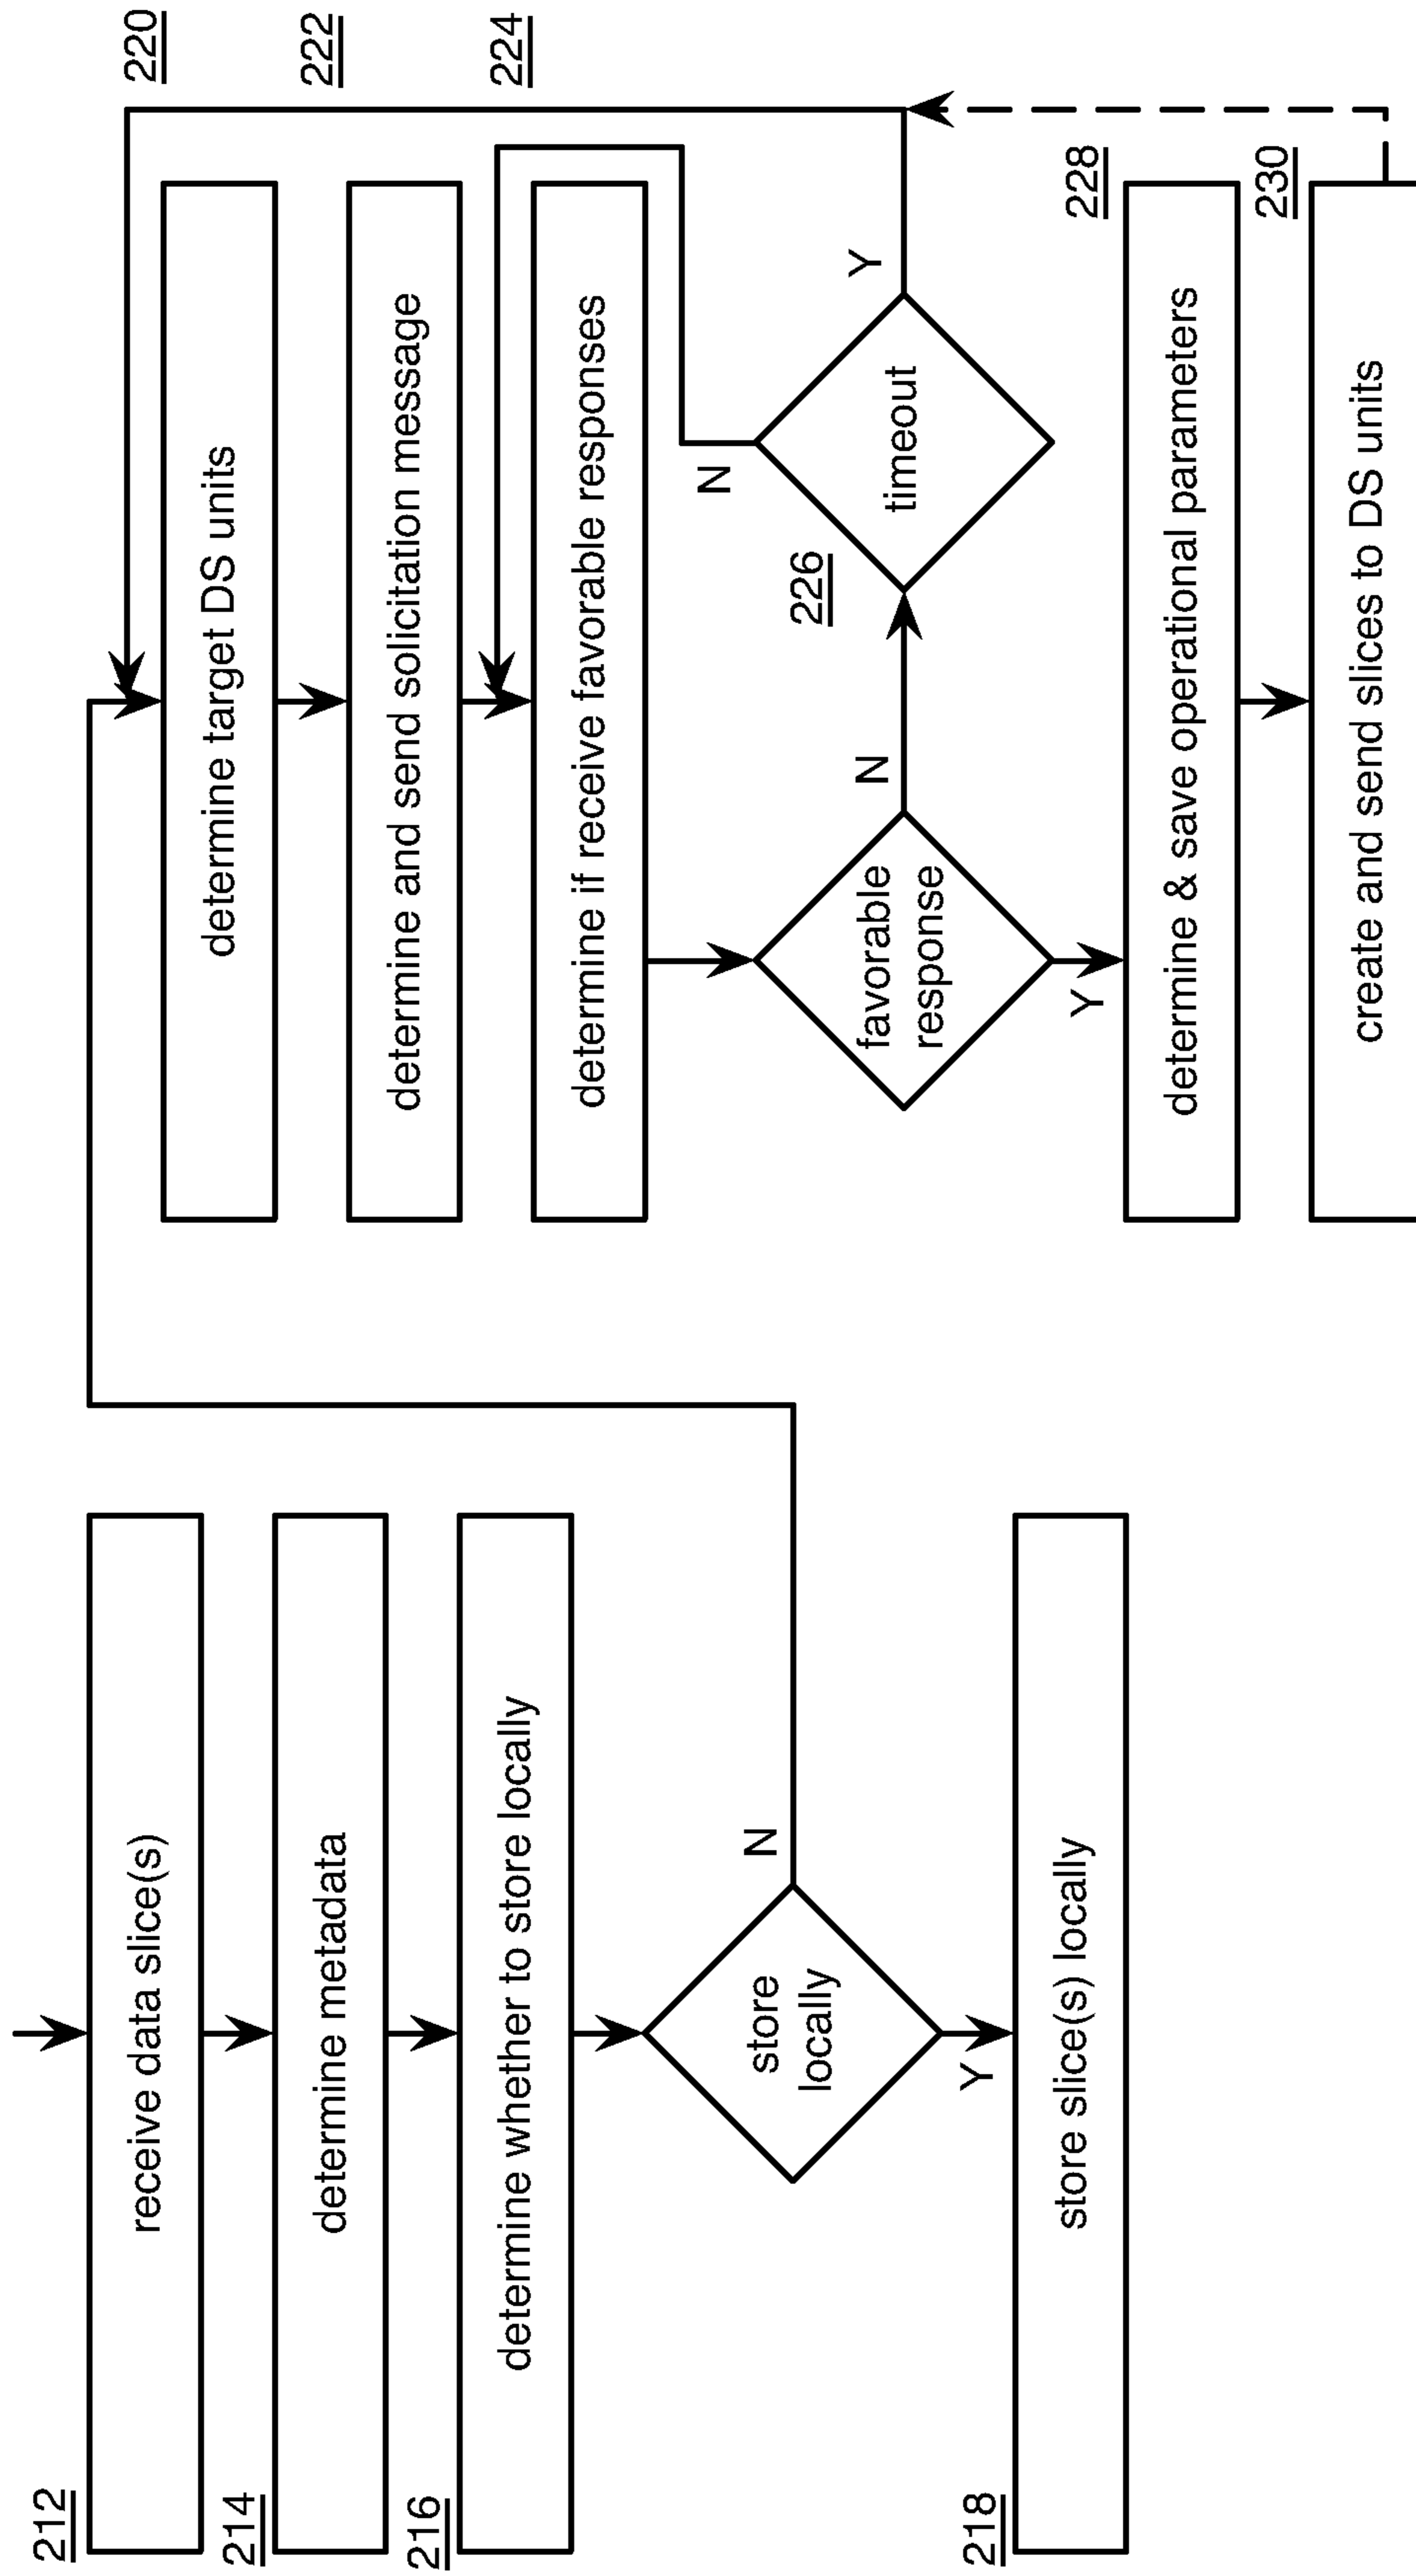 212
receive data slice(s)
214
determine metadata
216
determine whether to store locally
store
locally
N
Y
218
store slice(s) locally
220
determine target DS units
222
determine and send solicitation message
224
determine if receive favorable responses
favorable
response
N
Y
226
timeout
N
Y
228
determine & save operational parameters
230
create and send slices to DS units